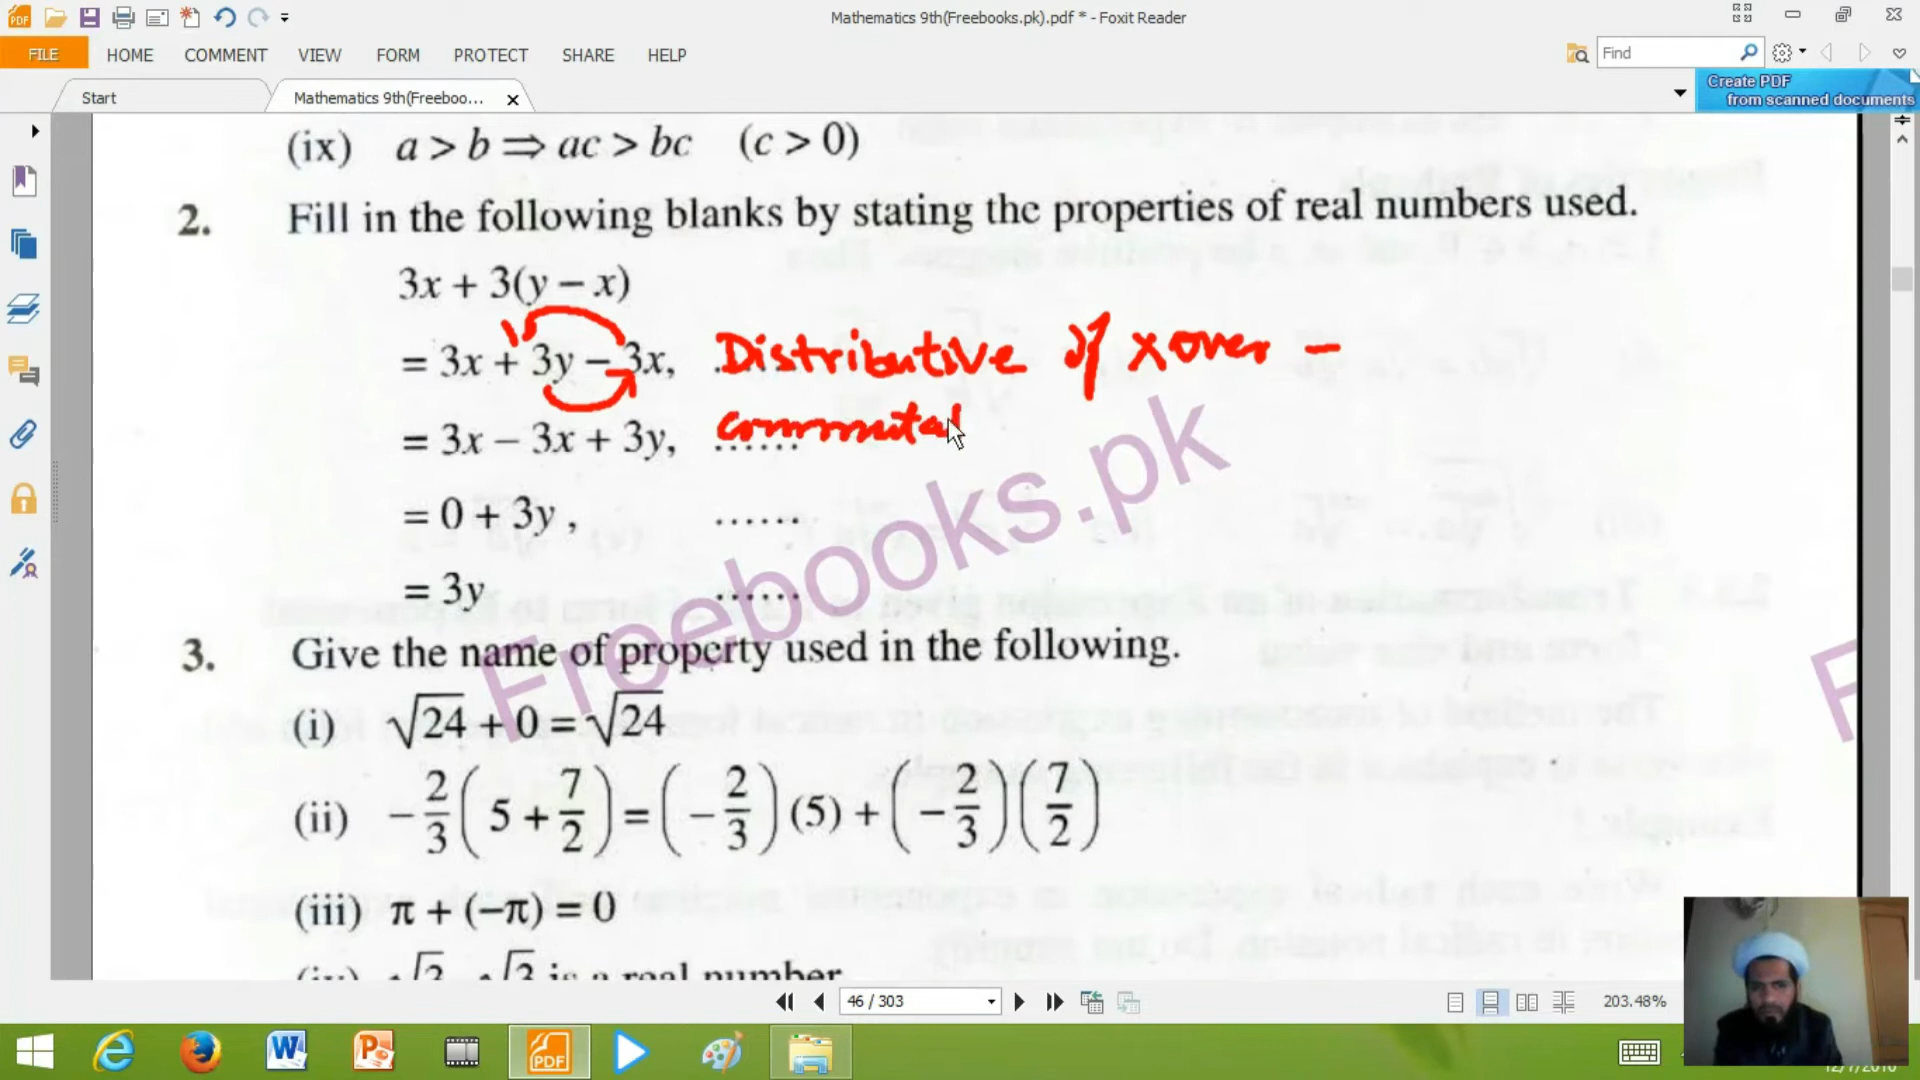 Mathematics 9th(Freebooks.pk).pdf * - Foxit Reader
FILE HOME COMMENT VIEW FORM PROTECT SHARE HELP Find
Start Mathematics 9th(Freeboo... Create PDF
from scanned documents
(ix) a > b ⇒ ac > bc (c > 0)
2. Fill in the following blanks by stating the properties of real numbers used.
3x + 3(y − x)
= 3x + 3y − 3x, ...... Distributive of × over −
= 3x − 3x + 3y, ...... commutat
= 0 + 3y , ......
= 3y ......
Freebooks.pk
3. Give the name of property used in the following.
(i) √24 + 0 = √24
(ii) −2/3(5 + 7/2) = (−2/3)(5) + (−2/3)(7/2)
(iii) π + (−π) = 0
is a real number
46 / 303 203.48%